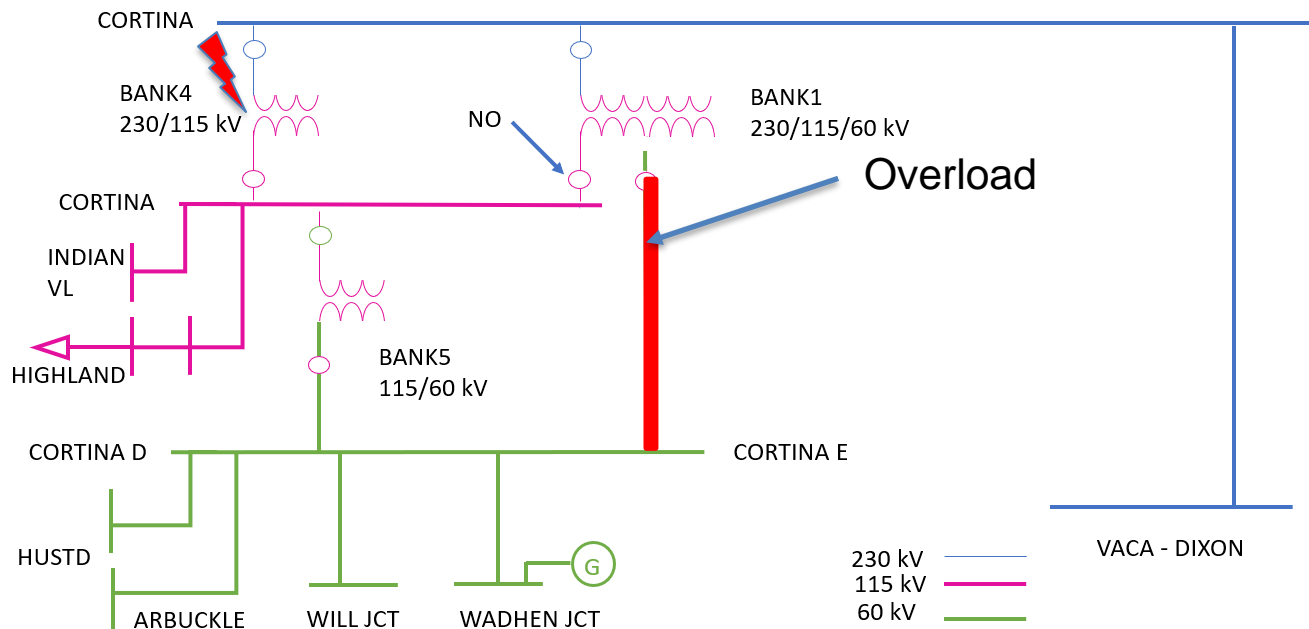 CORTINA
BANK4
230/115 kV
NO
BANK1
230/115/60 kV
Overload
CORTINA
INDIAN
VL
HIGHLAND
BANK5
115/60 kV
CORTINA D
CORTINA E
HUSTD
G
ARBUCKLE
WILL JCT
WADHEN JCT
VACA - DIXON
230 kV
115 kV
60 kV